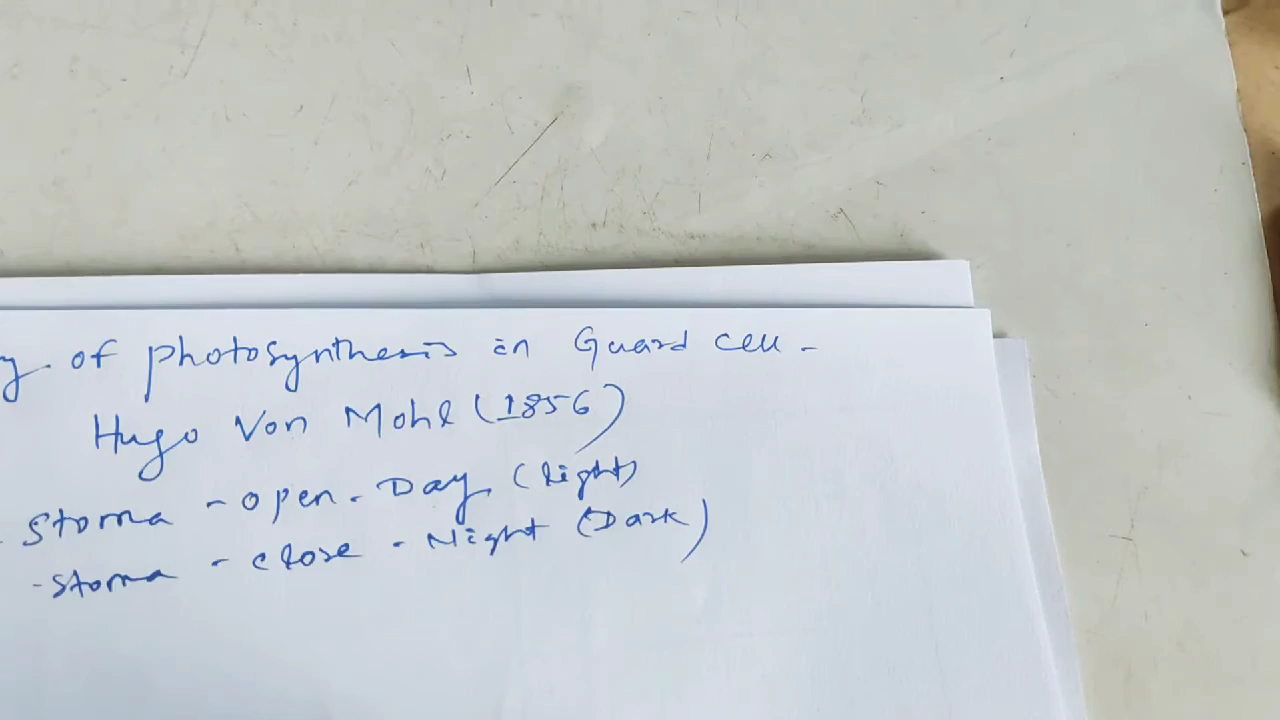 y of photosynthesis in Guard cell -
Hugo Von Mohl (1856)
- Stoma - open - Day (light)
- Stoma - close - Night (Dark)